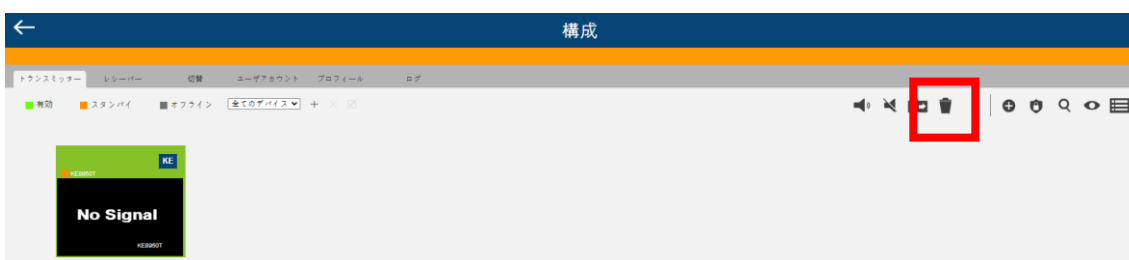 構成
トランスミッター レシーバー 切替 ユーザアカウント プロフィール ログ
有効 スタンバイ オフライン 全てのデバイス
KE
KE8950T
No Signal
KE8950T